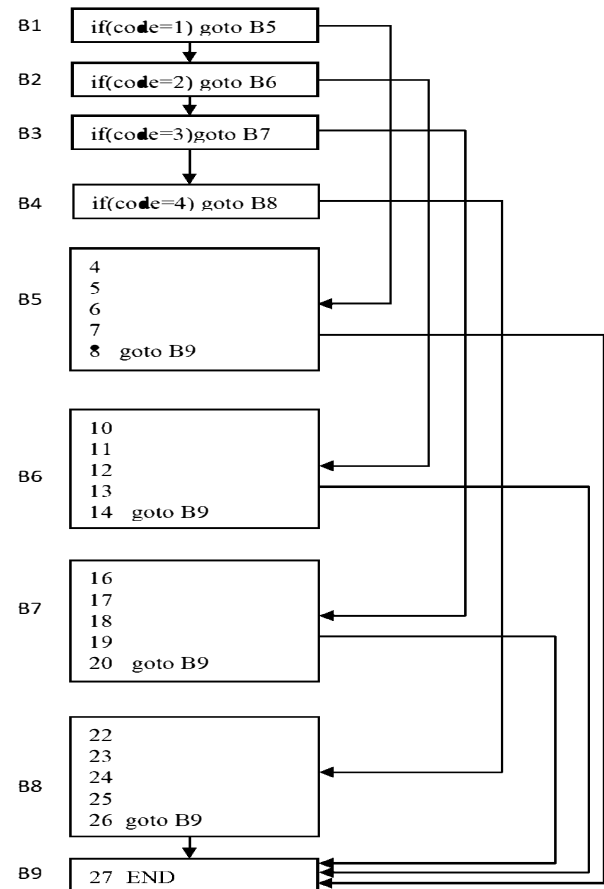 B1 if(code=1) goto B5
B2 if(code=2) goto B6
B3 if(code=3)goto B7
B4 if(code=4) goto B8
B5
4
5
6
7
8 goto B9
B6
10
11
12
13
14 goto B9
B7
16
17
18
19
20 goto B9
B8
22
23
24
25
26 goto B9
B9 27 END